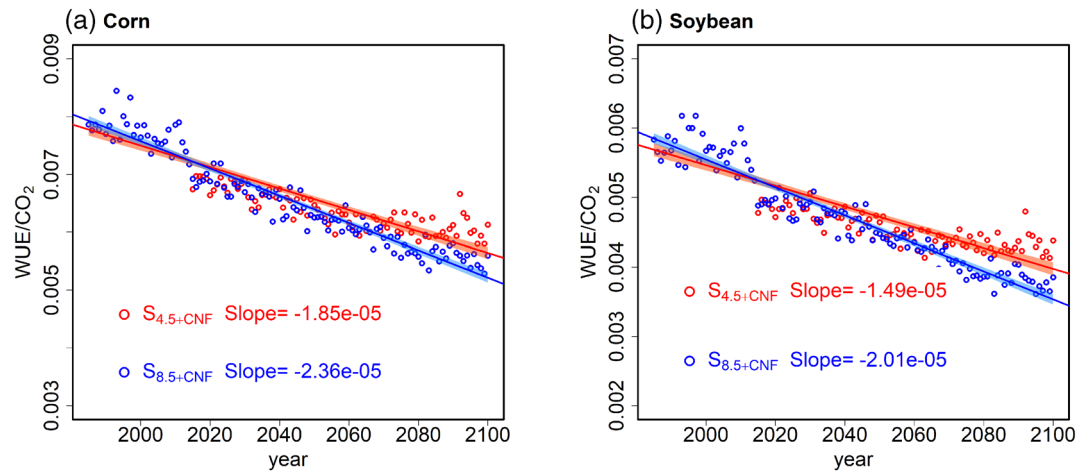 (a) Corn
WUE/CO2
0.009
0.007
0.005
0.003
S4.5+CNF Slope= -1.85e-05
S8.5+CNF Slope= -2.36e-05
2000 2020 2040 2060 2080 2100
year
(b) Soybean
WUE/CO2
0.007
0.006
0.005
0.004
0.003
0.002
S4.5+CNF Slope= -1.49e-05
S8.5+CNF Slope= -2.01e-05
2000 2020 2040 2060 2080 2100
year